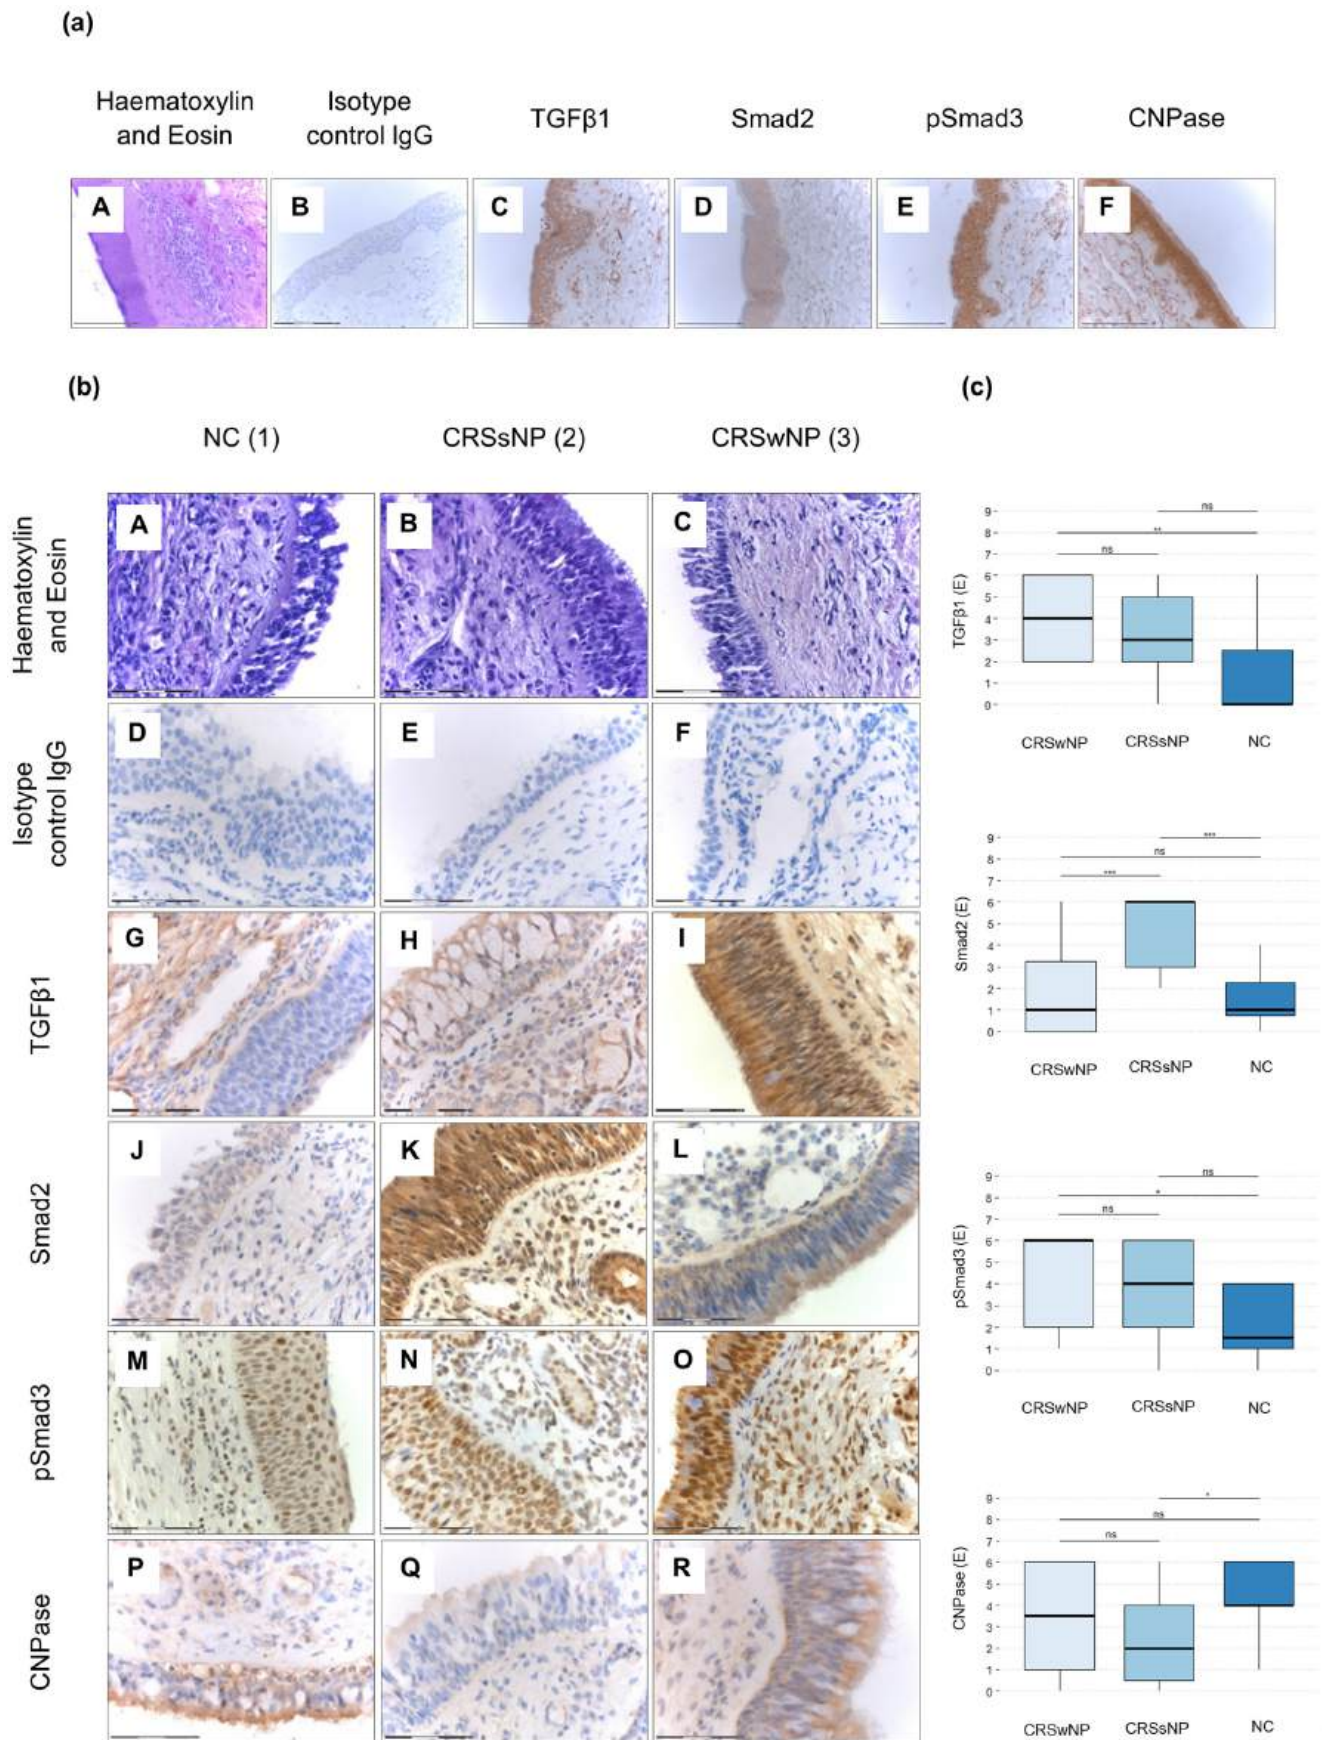 (a)
Haematoxylin
and Eosin
Isotype
control IgG
TGFβ1
Smad2
pSmad3
CNPase
A
B
C
D
E
F
(b)
NC (1)
CRSsNP (2)
CRSwNP (3)
Haematoxylin
and Eosin
A
B
C
Isotype
control IgG
D
E
F
TGFβ1
G
H
I
Smad2
J
K
L
pSmad3
M
N
O
CNPase
P
Q
R
(c)
TGFβ1 (E)
9
8
7
6
5
4
3
2
1
0
ns
**
ns
CRSwNP
CRSsNP
NC
Smad2 (E)
9
8
7
6
5
4
3
2
1
0
***
ns
***
CRSwNP
CRSsNP
NC
pSmad3 (E)
9
8
7
6
5
4
3
2
1
0
ns
*
ns
CRSwNP
CRSsNP
NC
CNPase (E)
9
8
7
6
5
4
3
2
1
0
*
ns
ns
CRSwNP
CRSsNP
NC